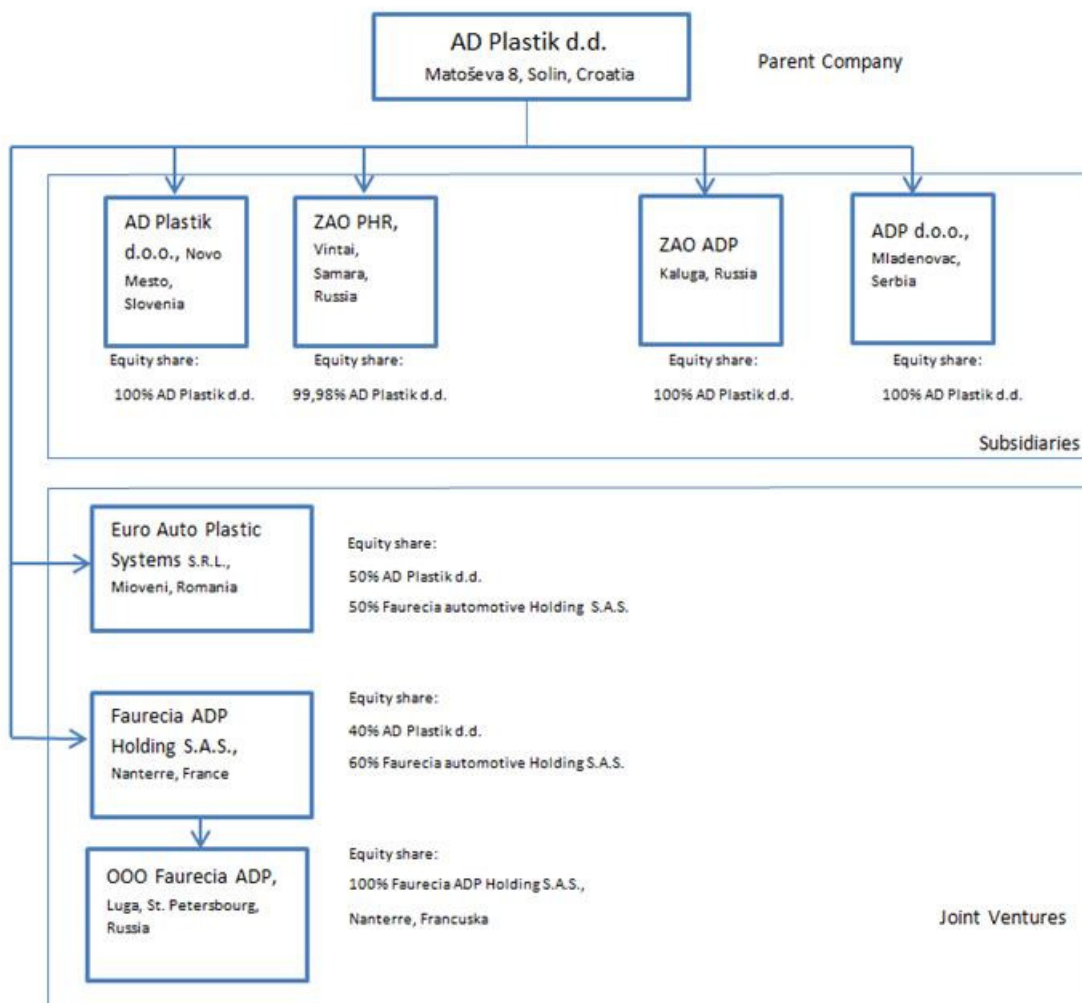 AD Plastik d.d.
Matoševa 8, Solin, Croatia
Parent Company
AD Plastik
d.o.o., Novo
Mesto,
Slovenia
Equity share:
100% AD Plastik d.d.
ZAO PHR,
Vintai,
Samara,
Russia
Equity share:
99,98% AD Plastik d.d.
ZAO ADP
Kaluga, Russia
Equity share:
100% AD Plastik d.d.
ADP d.o.o.,
Mladenovac,
Serbia
Equity share:
100% AD Plastik d.d.
Subsidiaries
Euro Auto Plastic
Systems S.R.L.,
Mioveni, Romania
Equity share:
50% AD Plastik d.d.
50% Faurecia automotive Holding S.A.S.
Faurecia ADP
Holding S.A.S.,
Nanterre, France
Equity share:
40% AD Plastik d.d.
60% Faurecia automotive Holding S.A.S.
OOO Faurecia ADP,
Luga, St. Petersbourg,
Russia
Equity share:
100% Faurecia ADP Holding S.A.S.,
Nanterre, Francuska
Joint Ventures